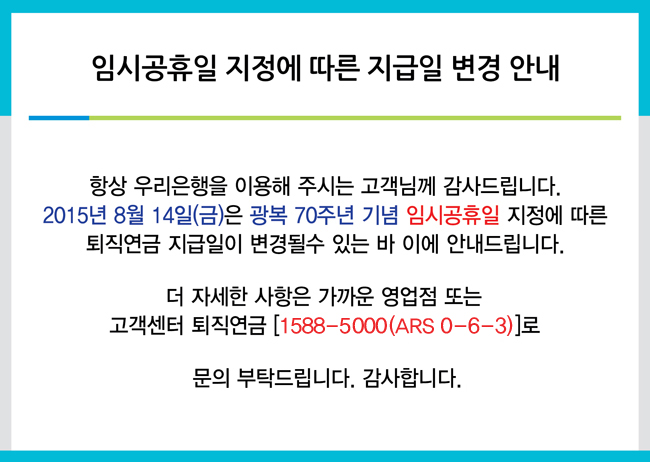 임시공휴일 지정에 따른 지급일 변경 안내
항상 우리은행을 이용해 주시는 고객님께 감사드립니다.
2015년 8월 14일(금)은 광복 70주년 기념 임시공휴일 지정에 따른
퇴직연금 지급일이 변경될수 있는 바 이에 안내드립니다.
더 자세한 사항은 가까운 영업점 또는
고객센터 퇴직연금 [1588-5000(ARS 0-6-3)]로
문의 부탁드립니다. 감사합니다.